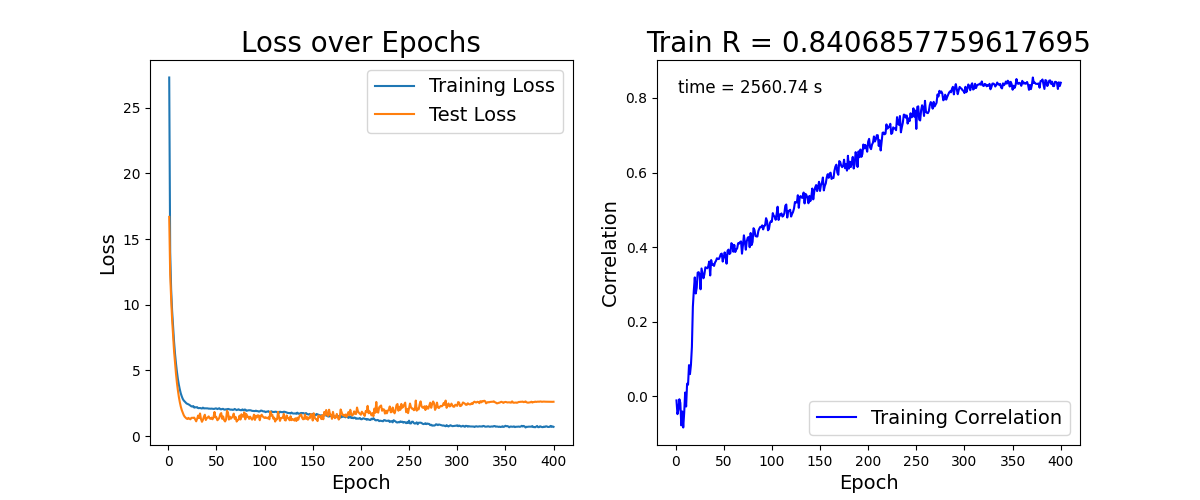 Loss over Epochs
Training Loss
Test Loss
25
20
15
10
5
0
Loss
0 50 100 150 200 250 300 350 400
Epoch
Train R = 0.8406857759617695
time = 2560.74 s
0.8
0.6
0.4
0.2
0.0
Correlation
Training Correlation
0 50 100 150 200 250 300 350 400
Epoch